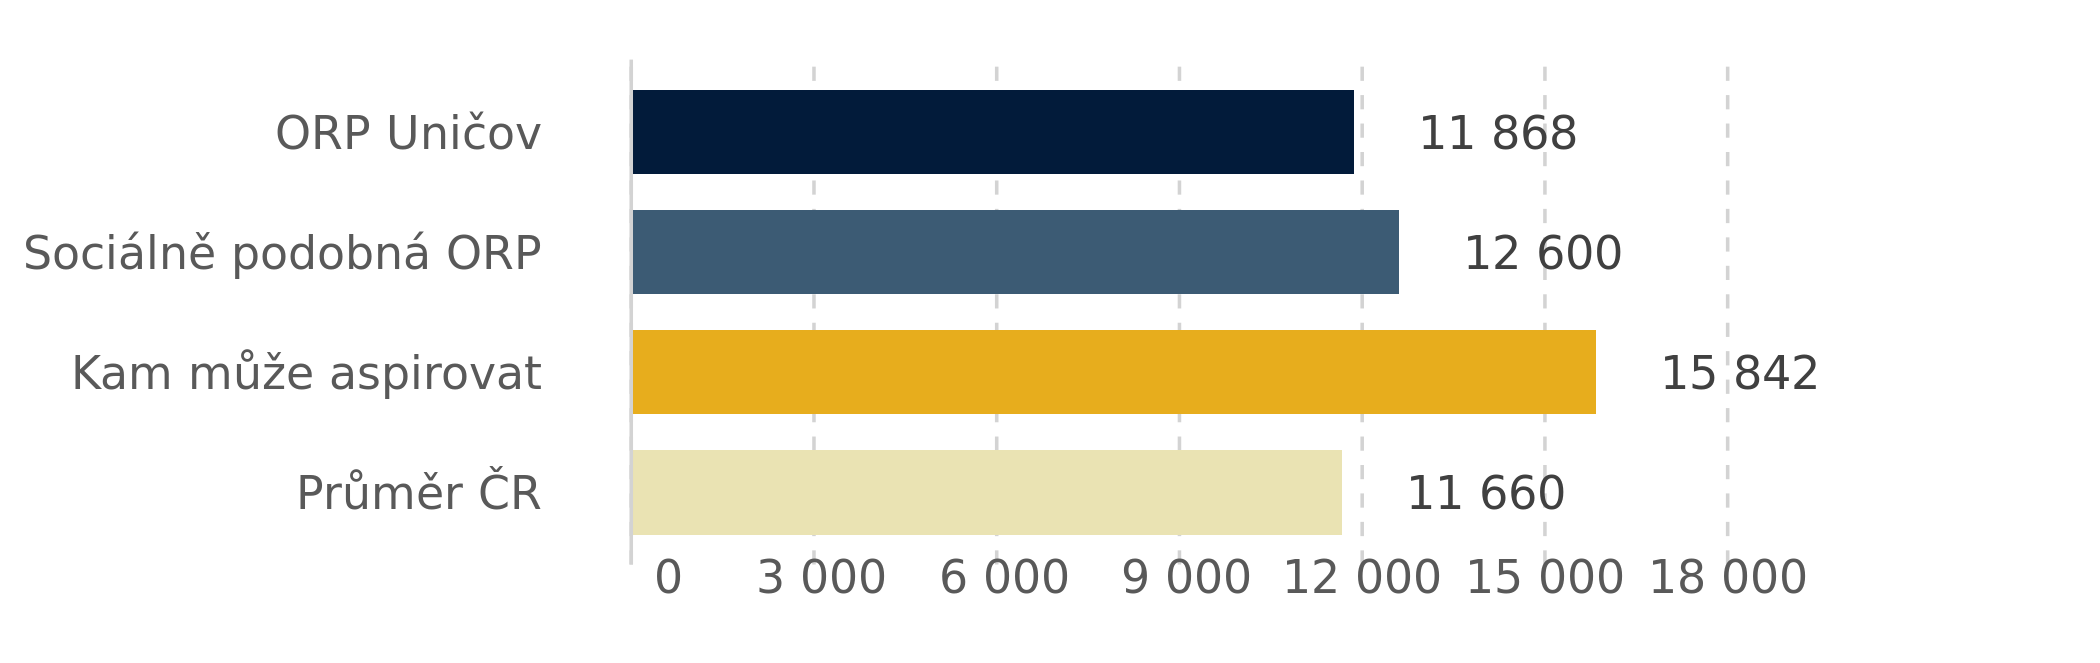 ORP Uničov 11 868
Sociálně podobná ORP 12 600
Kam může aspirovat 15 842
Průměr ČR 11 660
0 3 000 6 000 9 000 12 000 15 000 18 000